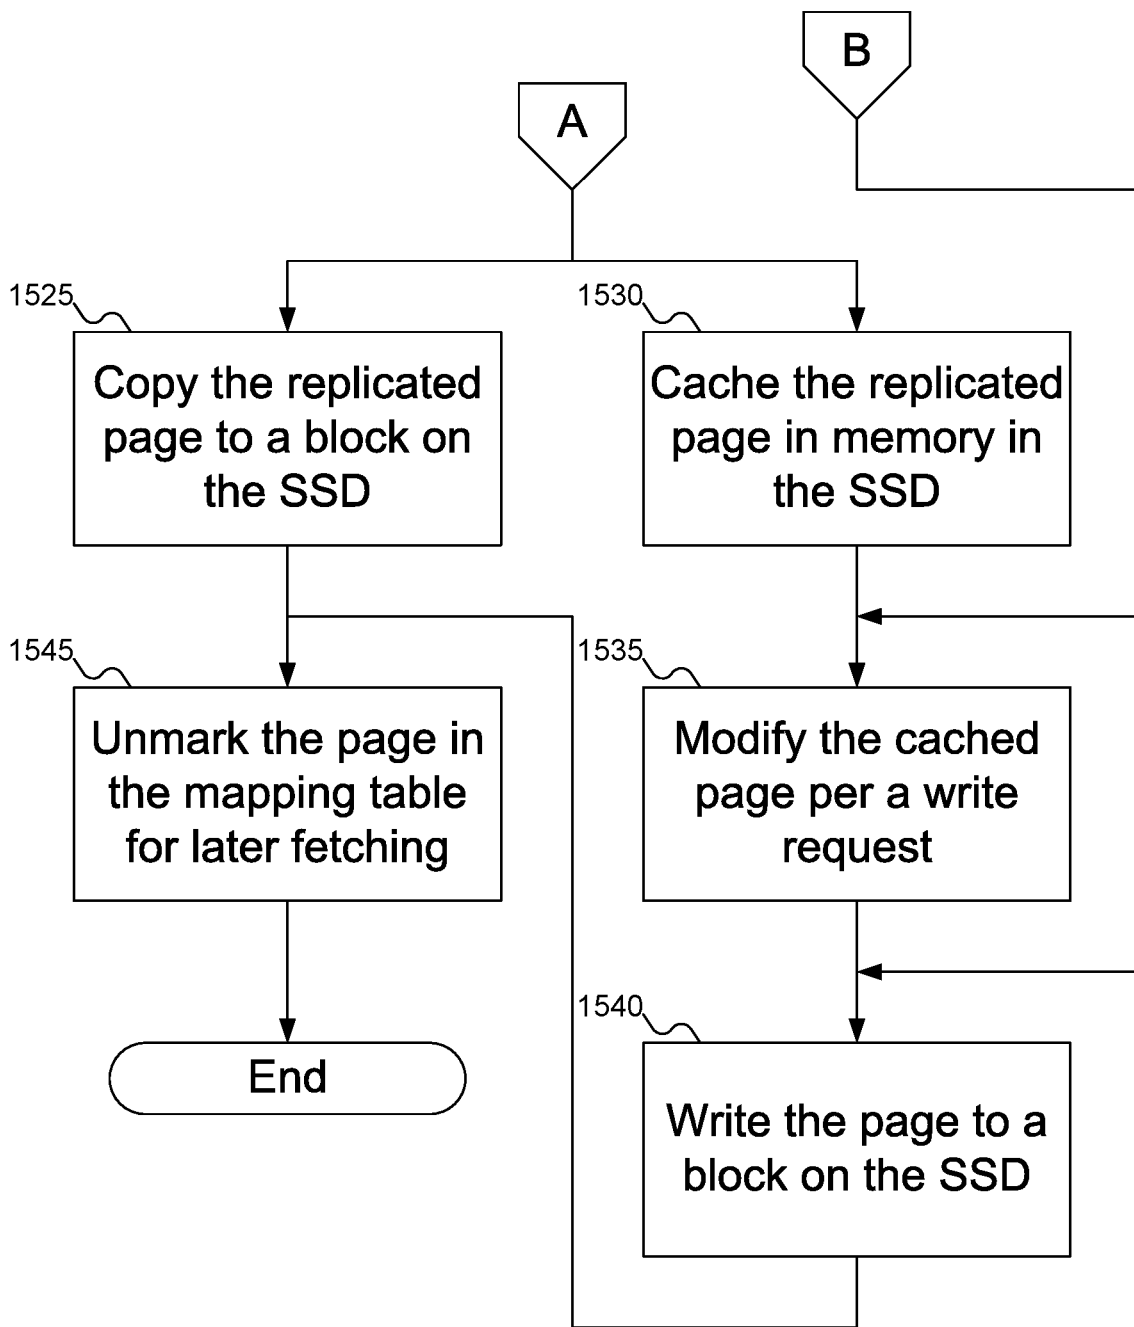 B
A
1525
Copy the replicated
page to a block on
the SSD
1530
Cache the replicated
page in memory in
the SSD
1545
Unmark the page in
the mapping table
for later fetching
1535
Modify the cached
page per a write
request
End
1540
Write the page to a
block on the SSD